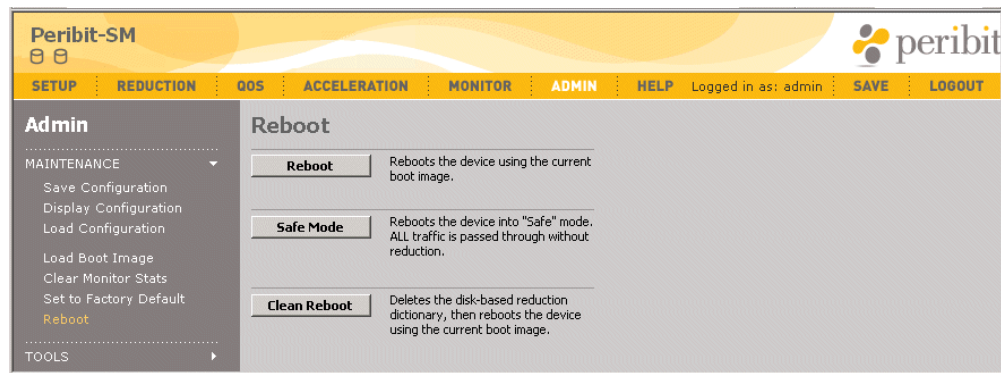 Peribit-SM
peribit
SETUP REDUCTION QOS ACCELERATION MONITOR ADMIN HELP Logged in as: admin SAVE LOGOUT
Admin
MAINTENANCE
Save Configuration
Display Configuration
Load Configuration
Load Boot Image
Clear Monitor Stats
Set to Factory Default
Reboot
TOOLS
Reboot
Reboot
Reboots the device using the current
boot image.
Safe Mode
Reboots the device into "Safe" mode.
ALL traffic is passed through without
reduction.
Clean Reboot
Deletes the disk-based reduction
dictionary, then reboots the device
using the current boot image.